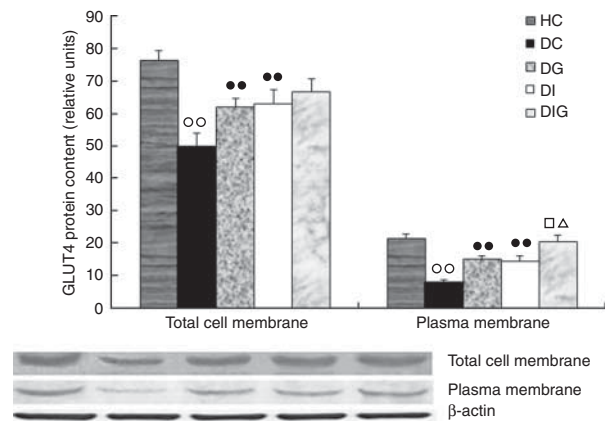 GLUT4 protein content (relative units)
90
80
70
60
50
40
30
20
10
0
HC
DC
DG
DI
DIG
Total cell membrane
Plasma membrane
Total cell membrane
Plasma membrane
β-actin